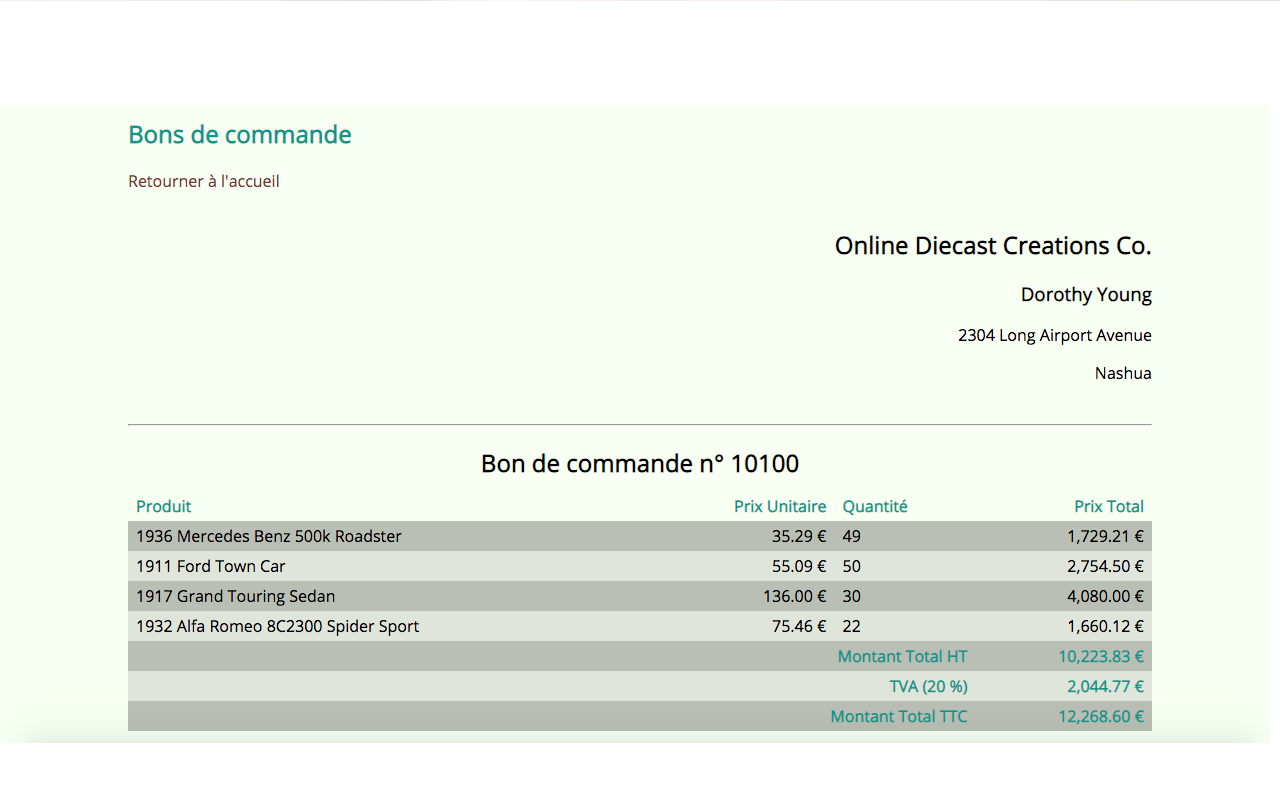 Bons de commande
Retourner à l'accueil
Online Diecast Creations Co.
Dorothy Young
2304 Long Airport Avenue
Nashua
Bon de commande n° 10100
Produit Prix Unitaire Quantité Prix Total
1936 Mercedes Benz 500k Roadster 35.29 € 49 1,729.21 €
1911 Ford Town Car 55.09 € 50 2,754.50 €
1917 Grand Touring Sedan 136.00 € 30 4,080.00 €
1932 Alfa Romeo 8C2300 Spider Sport 75.46 € 22 1,660.12 €
Montant Total HT 10,223.83 €
TVA (20 %) 2,044.77 €
Montant Total TTC 12,268.60 €